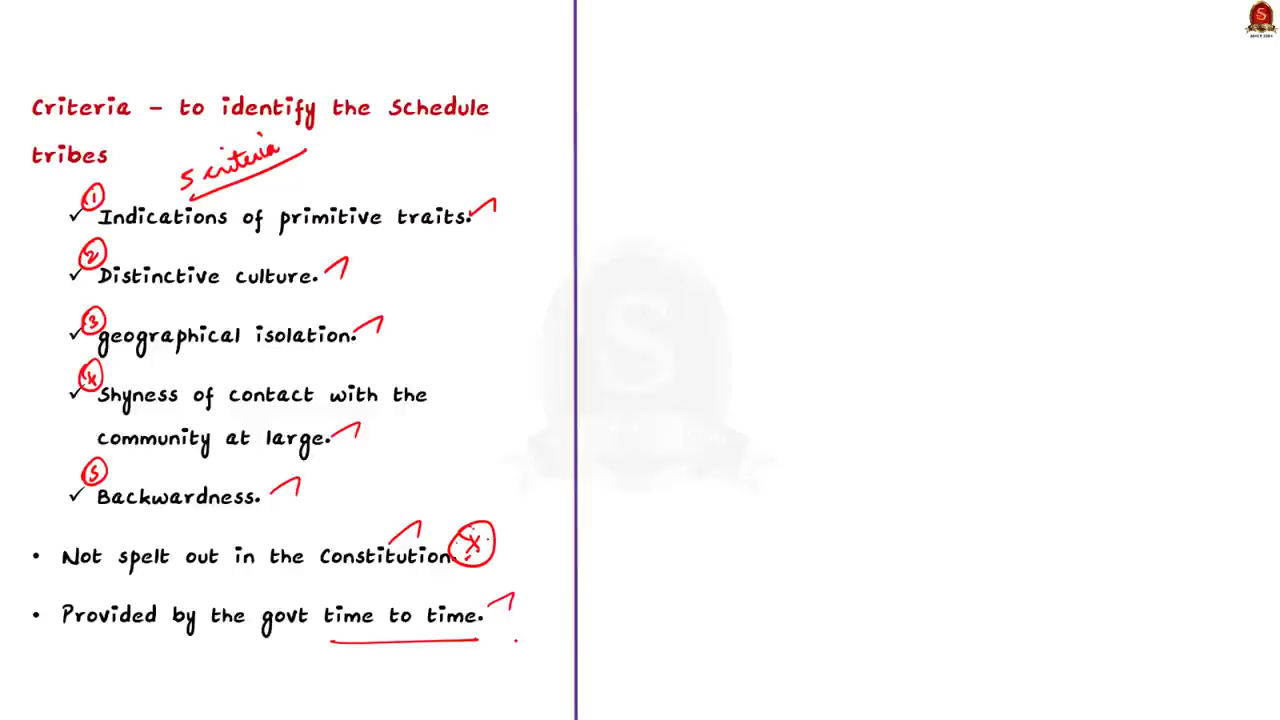 Criteria - to identify the Schedule
tribes
5 criteria
1
✓ Indications of primitive traits.
2
✓ Distinctive culture.
3
✓ geographical isolation.
4
✓ Shyness of contact with the
community at large.
5
✓ Backwardness.
• Not spelt out in the Constitution. X
• Provided by the govt time to time.
S
SINCE 2004
S